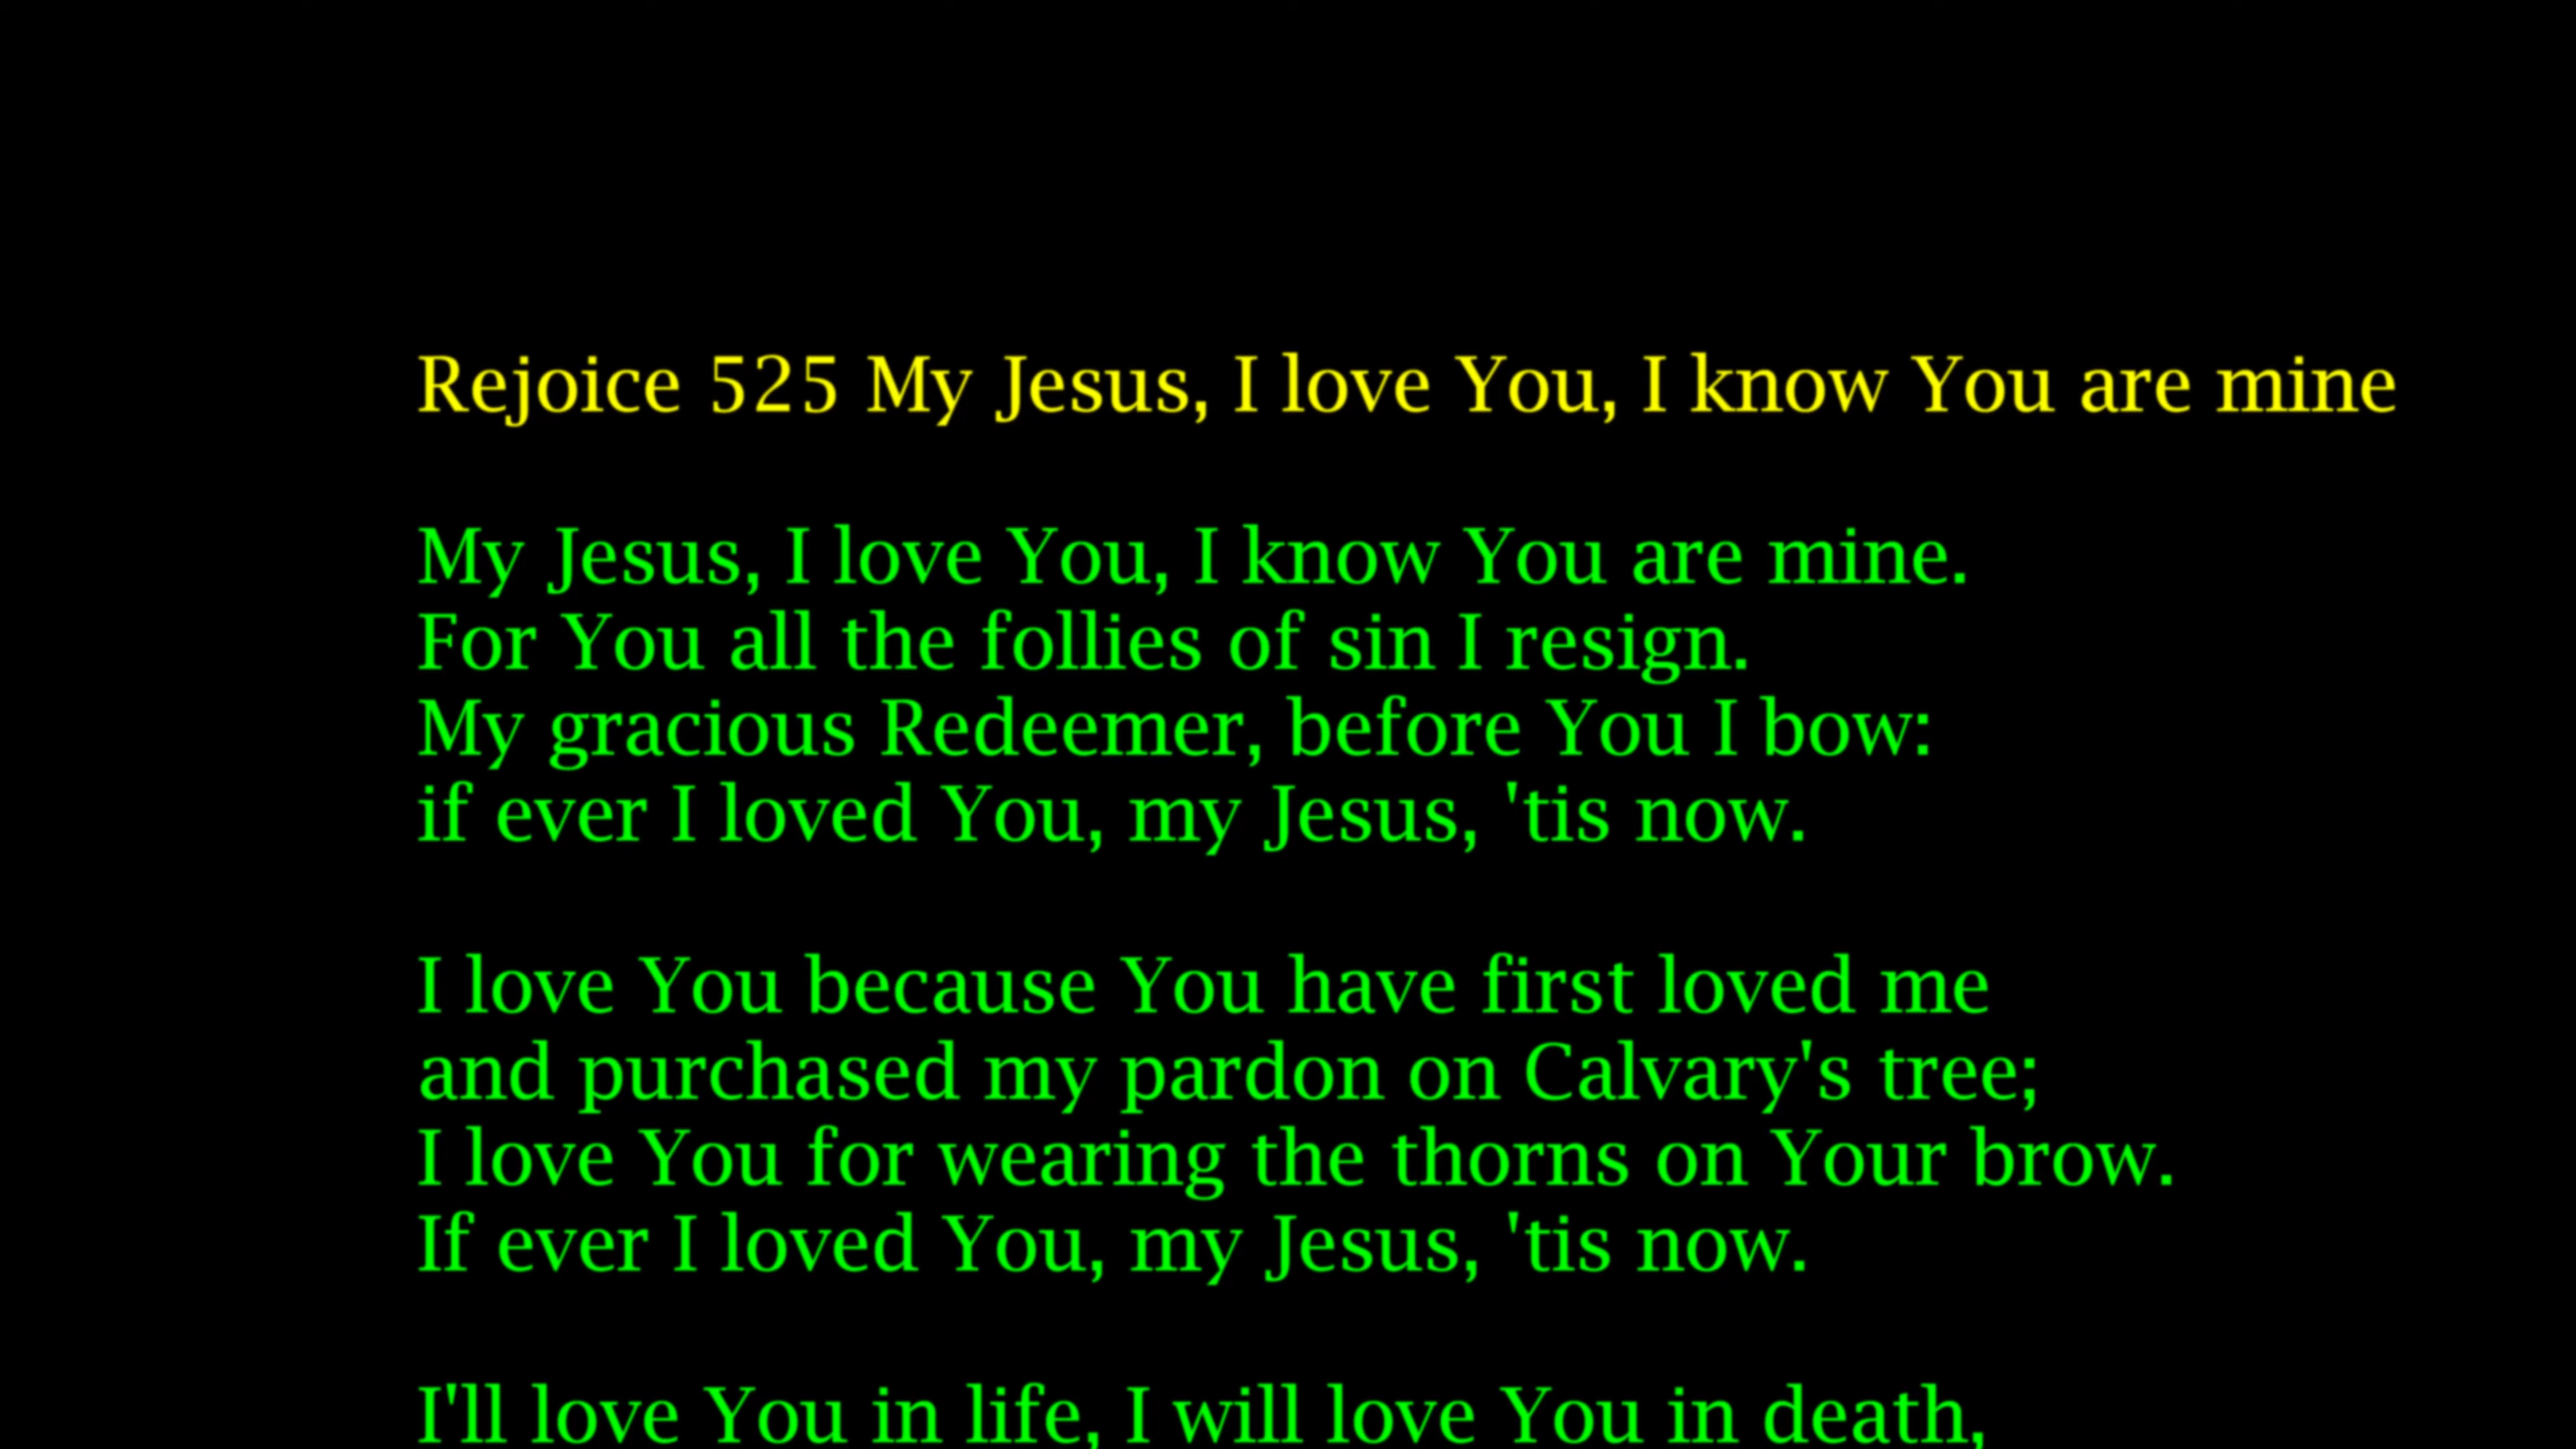 Rejoice 525 My Jesus, I love You, I know You are mine
My Jesus, I love You, I know You are mine.
For You all the follies of sin I resign.
My gracious Redeemer, before You I bow:
if ever I loved You, my Jesus, 'tis now.
I love You because You have first loved me
and purchased my pardon on Calvary's tree;
I love You for wearing the thorns on Your brow.
If ever I loved You, my Jesus, 'tis now.
I'll love You in life, I will love You in death,